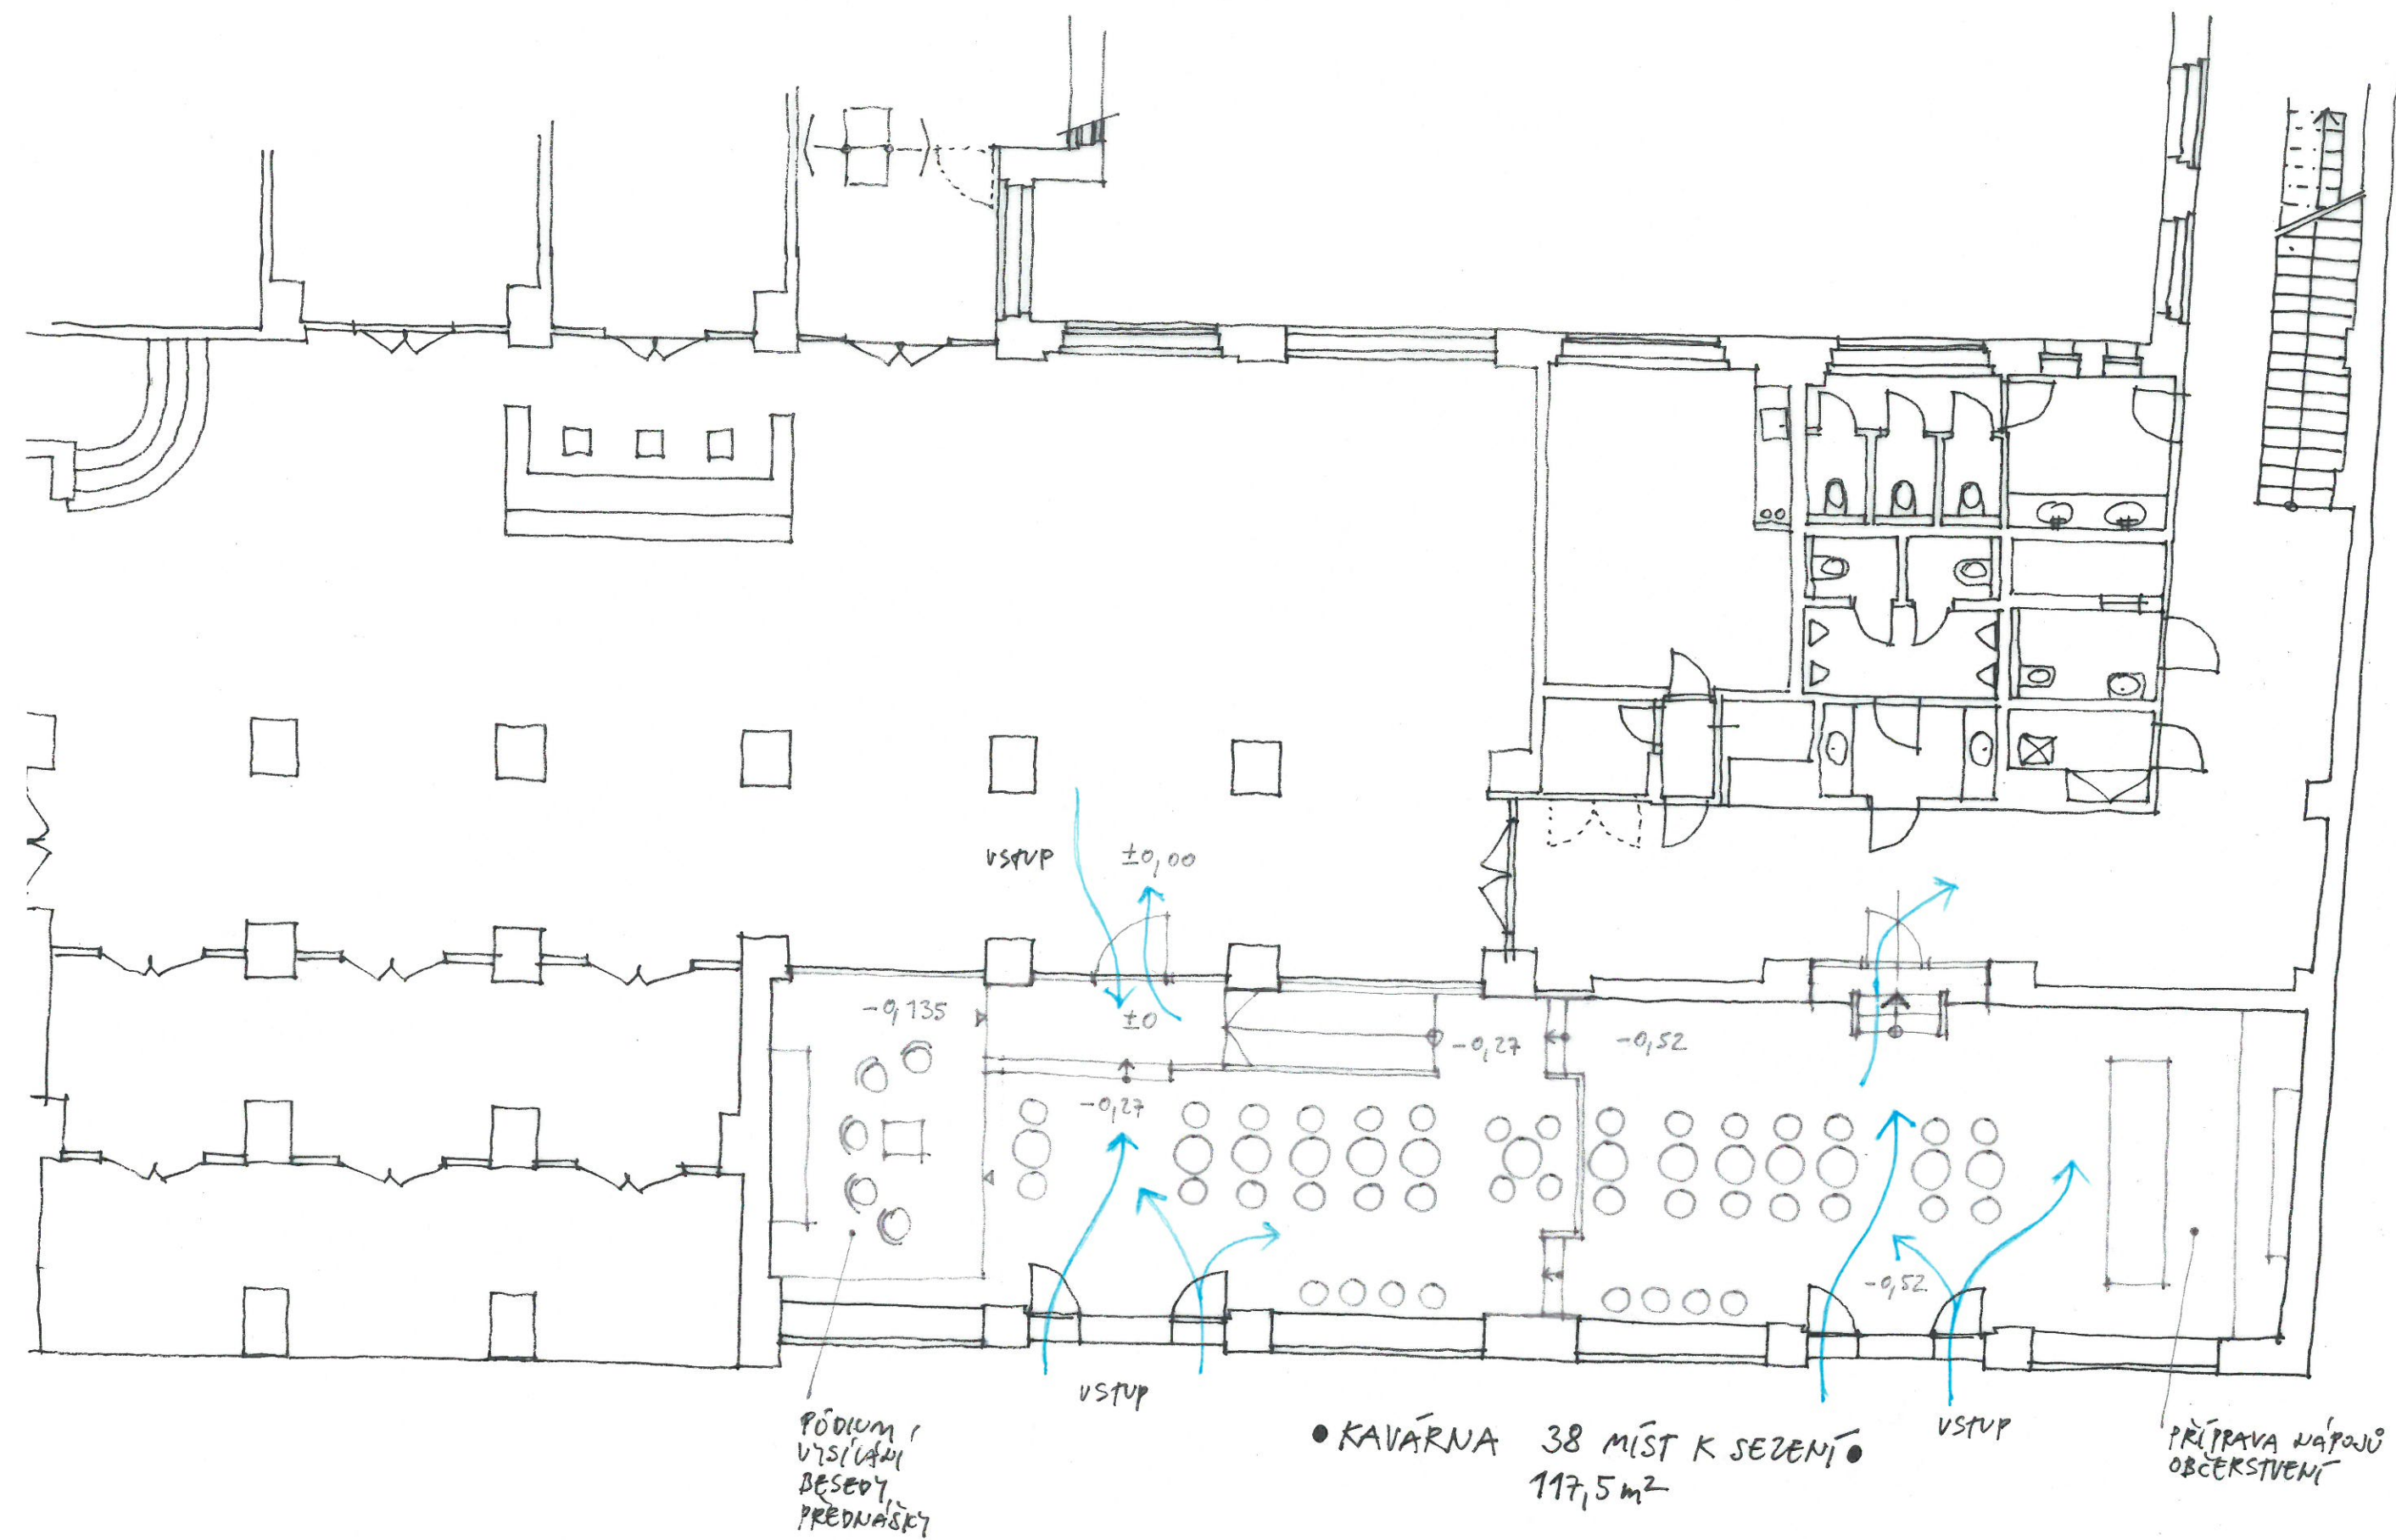 VSTUP
±0,00
-0,135
±0
-0,27
-0,52
-0,27
-0,52
VSTUP
VSTUP
PÓDIUM,
VYSÍLÁNÍ
BESEDY,
PŘEDNÁŠKY
• KAVÁRNA 38 MÍST K SEZENÍ •
117,5 m²
PŘÍPRAVA NÁPOJŮ
OBČERSTVENÍ